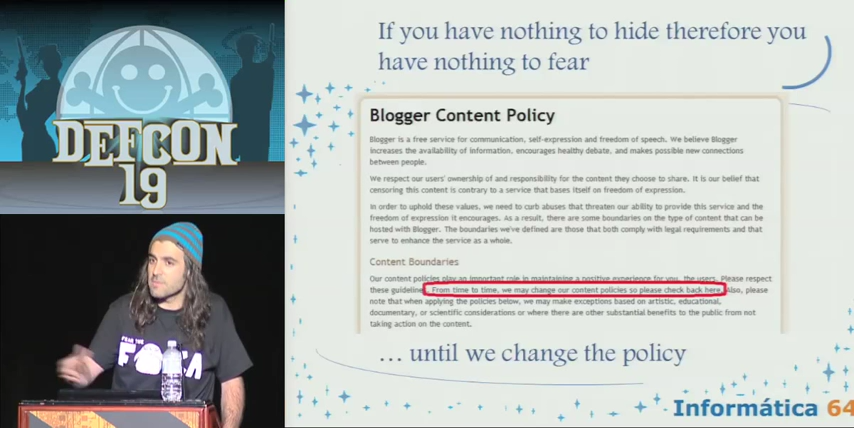 DEFCON
19
FEAR THE
FOCA
If you have nothing to hide therefore you
have nothing to fear
Blogger Content Policy
Blogger is a free service for communication, self-expression and freedom of speech. We believe Blogger
increases the availability of information, encourages healthy debate, and makes possible new connections
between people.
We respect our users' ownership of and responsibility for the content they choose to share. It is our belief that
censoring this content is contrary to a service that bases itself on freedom of expression.
In order to uphold these values, we need to curb abuses that threaten our ability to provide this service and the
freedom of expression it encourages. As a result, there are some boundaries on the type of content that can be
hosted with Blogger. The boundaries we've defined are those that both comply with legal requirements and that
serve to enhance the service as a whole.
Content Boundaries
Our content policies play an important role in maintaining a positive experience for you, the users. Please respect
these guidelines. From time to time, we may change our content policies so please check back here. Also, please
note that when applying the policies below, we may make exceptions based on artistic, educational,
documentary, or scientific considerations or where there are other substantial benefits to the public from not
taking action on the content.
... until we change the policy
Informática 64